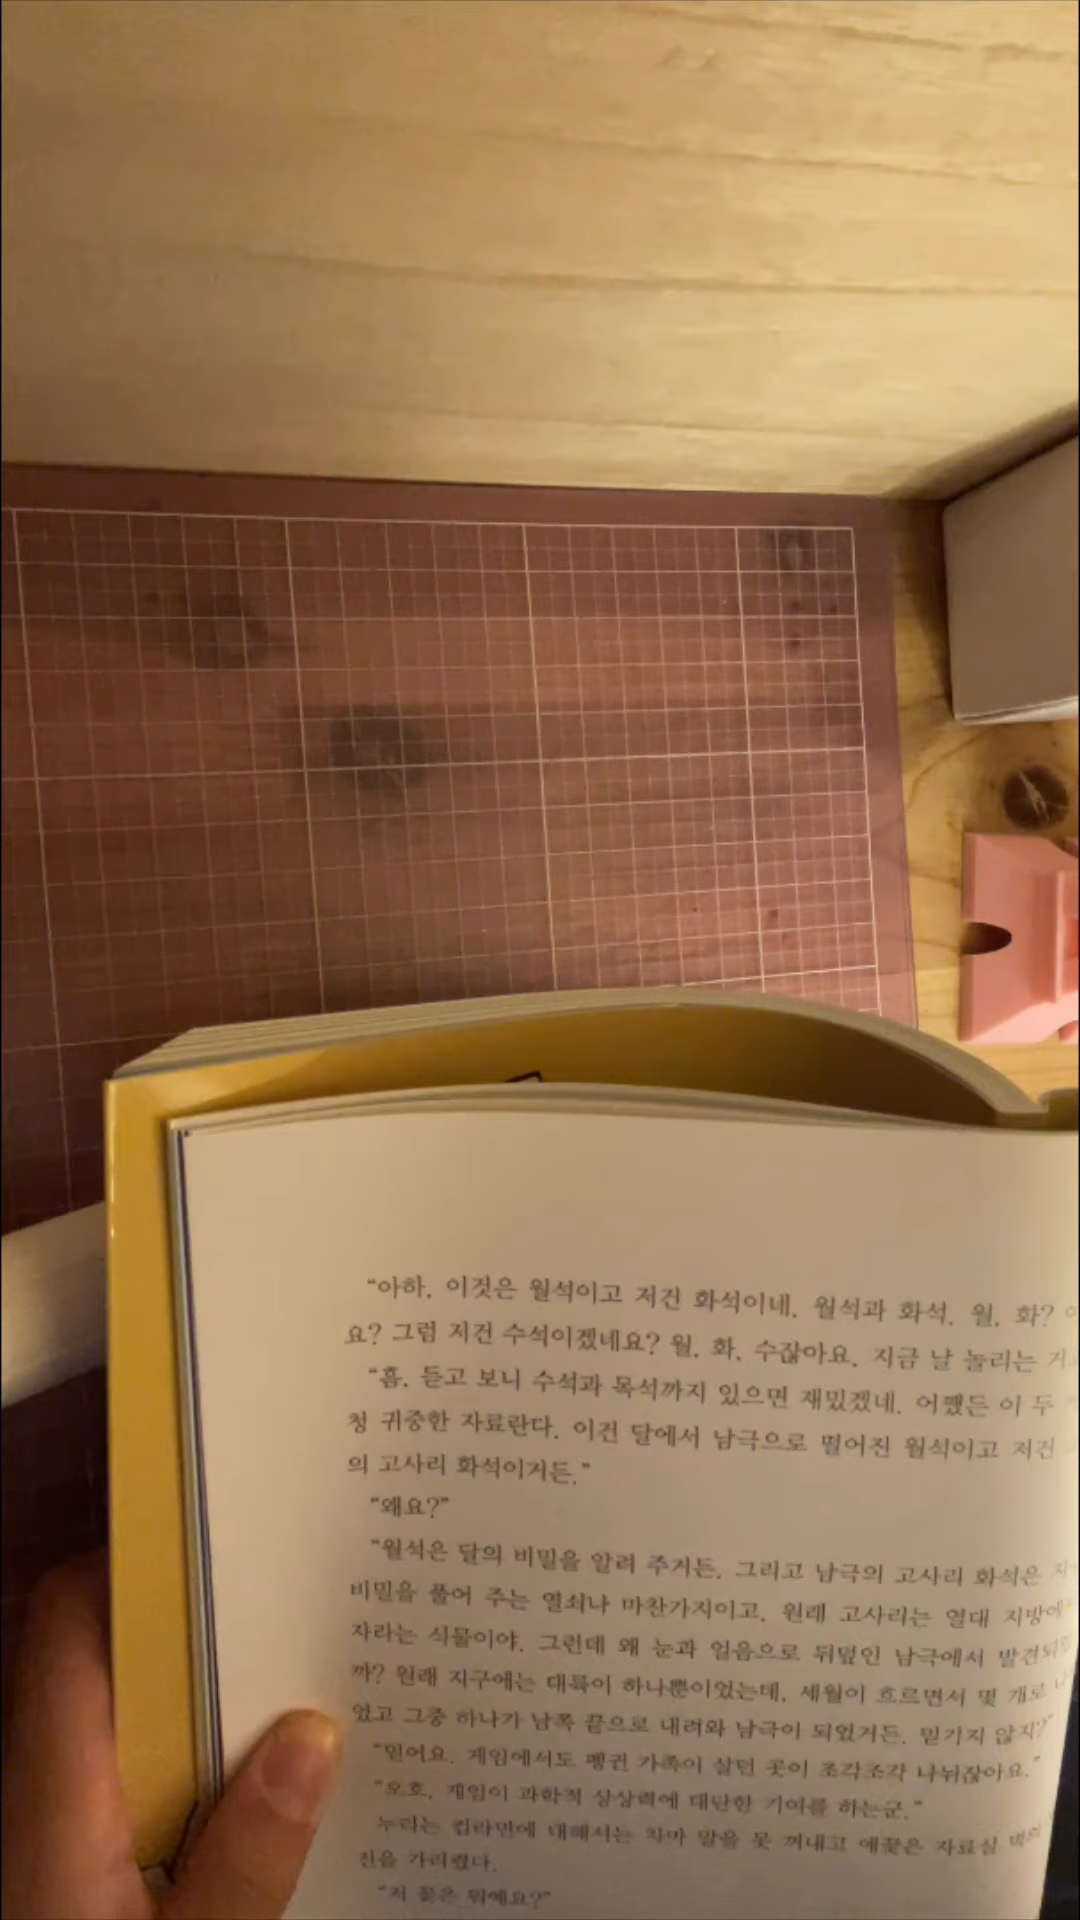 “아하, 이것은 월석이고 저건 화석이네. 월석과 화석. 월, 화?
요? 그럼 저건 수석이겠네요? 월, 화, 수잖아요. 지금 날 놀리는
“흠, 듣고 보니 수석과 목석까지 있으면 재밌겠네. 어쨌든 이 두
청 귀중한 자료란다. 이건 달에서 남극으로 떨어진 월석이고 저건
의 고사리 화석이거든.”
“왜요?”
“월석은 달의 비밀을 알려 주거든. 그리고 남극의 고사리 화석은
비밀을 풀어 주는 열쇠나 마찬가지이고. 원래 고사리는 열대 지방에
자라는 식물이야. 그런데 왜 눈과 얼음으로 뒤덮인 남극에서
까? 원래 지구에는 대륙이 하나뿐이었는데, 세월이 흐르면서 몇 개로
었고 그중 하나가 남쪽 끝으로 내려와 남극이 되었거든. 믿기지 않지?”
“믿어요. 게임에서도 펭귄 가족이 살던 곳이 조각조각 나뉘잖아요.”
“오호, 게임이 과학적 상상력에 대단한 기여를 하는군.”
누리는 컵라면에 대해서는 차마 말을 못 꺼내고 애꿎은 자료실
진을 가리켰다.
“저 꽃은 뭐예요?”